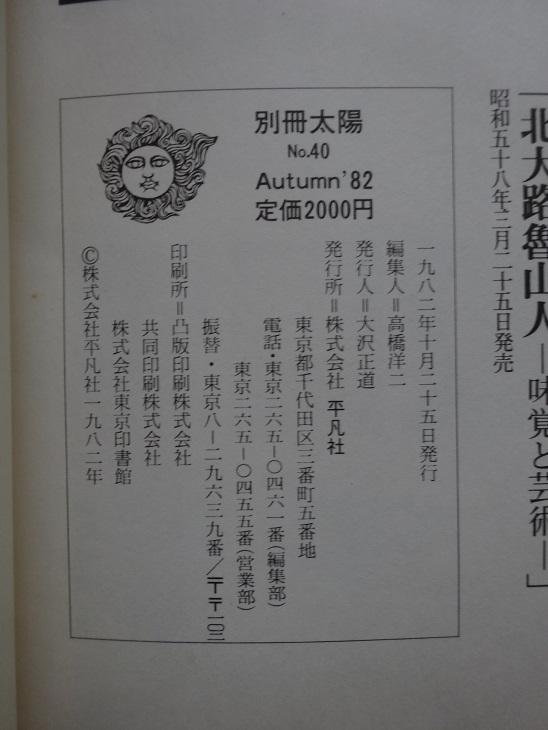 「北大路魯山人―味覚と芸術―」
昭和五十八年三月二十五日発売
別冊太陽
No.40
Autumn'82
定価2000円
一九八二年十月二十五日発行
編集人＝高橋洋二
発行人＝大沢正道
発行所＝株式会社 平凡社
東京都千代田区三番町五番地
電話・東京二六五―〇四六一番(編集部)
東京二六五―〇四五五番(営業部)
振替・東京八―二九六三九番／〒一〇二
印刷所＝凸版印刷株式会社
共同印刷株式会社
株式会社東京印書館
©株式会社平凡社一九八二年